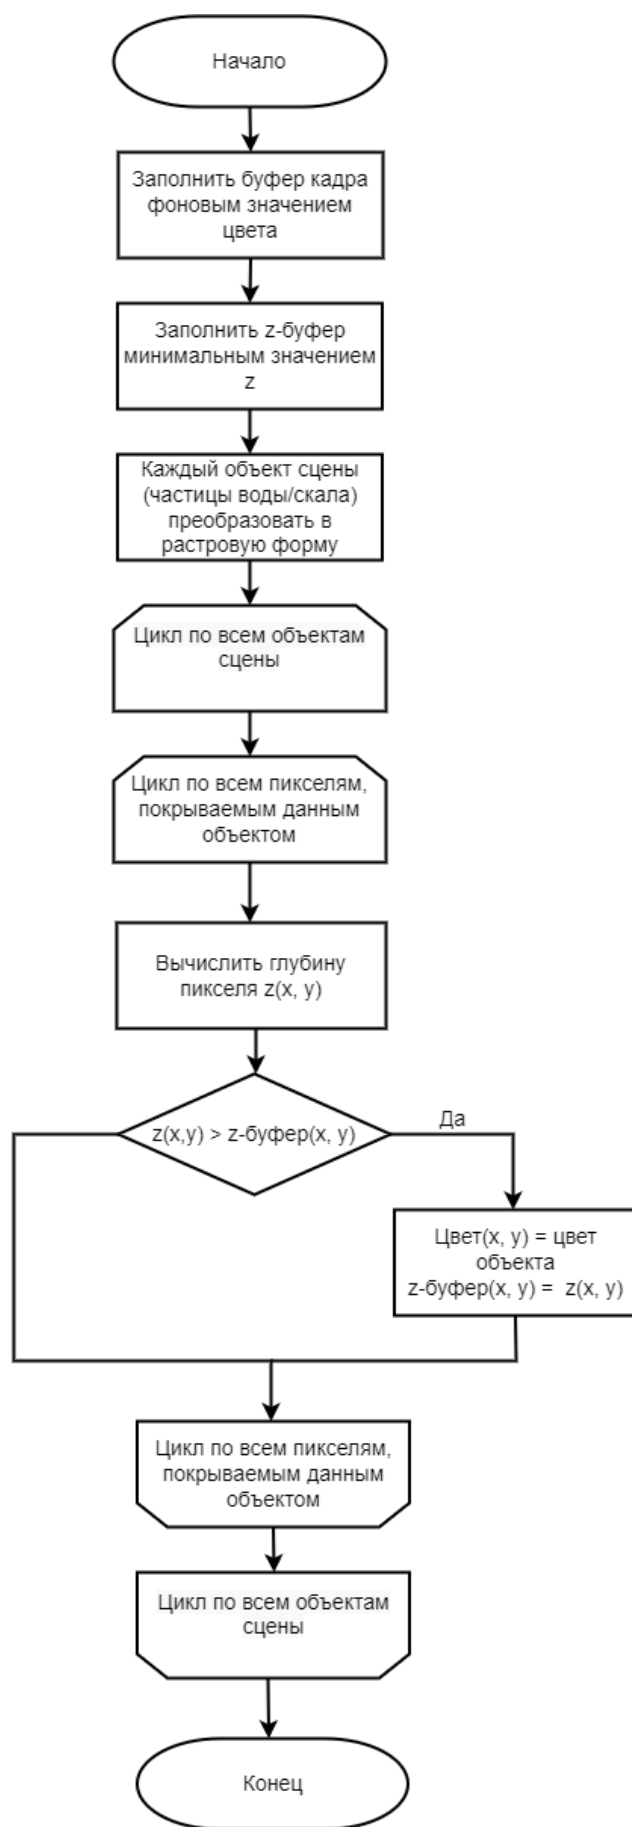 Начало
Заполнить буфер кадра
фоновым значением
цвета
Заполнить z-буфер
минимальным значением
z
Каждый объект сцены
(частицы воды/скала)
преобразовать в
растровую форму
Цикл по всем объектам
сцены
Цикл по всем пикселям,
покрываемым данным
объектом
Вычислить глубину
пикселя z(x, y)
z(x,y) > z-буфер(x, y)
Да
Цвет(x, y) = цвет
объекта
z-буфер(x, y) = z(x, y)
Цикл по всем пикселям,
покрываемым данным
объектом
Цикл по всем объектам
сцены
Конец